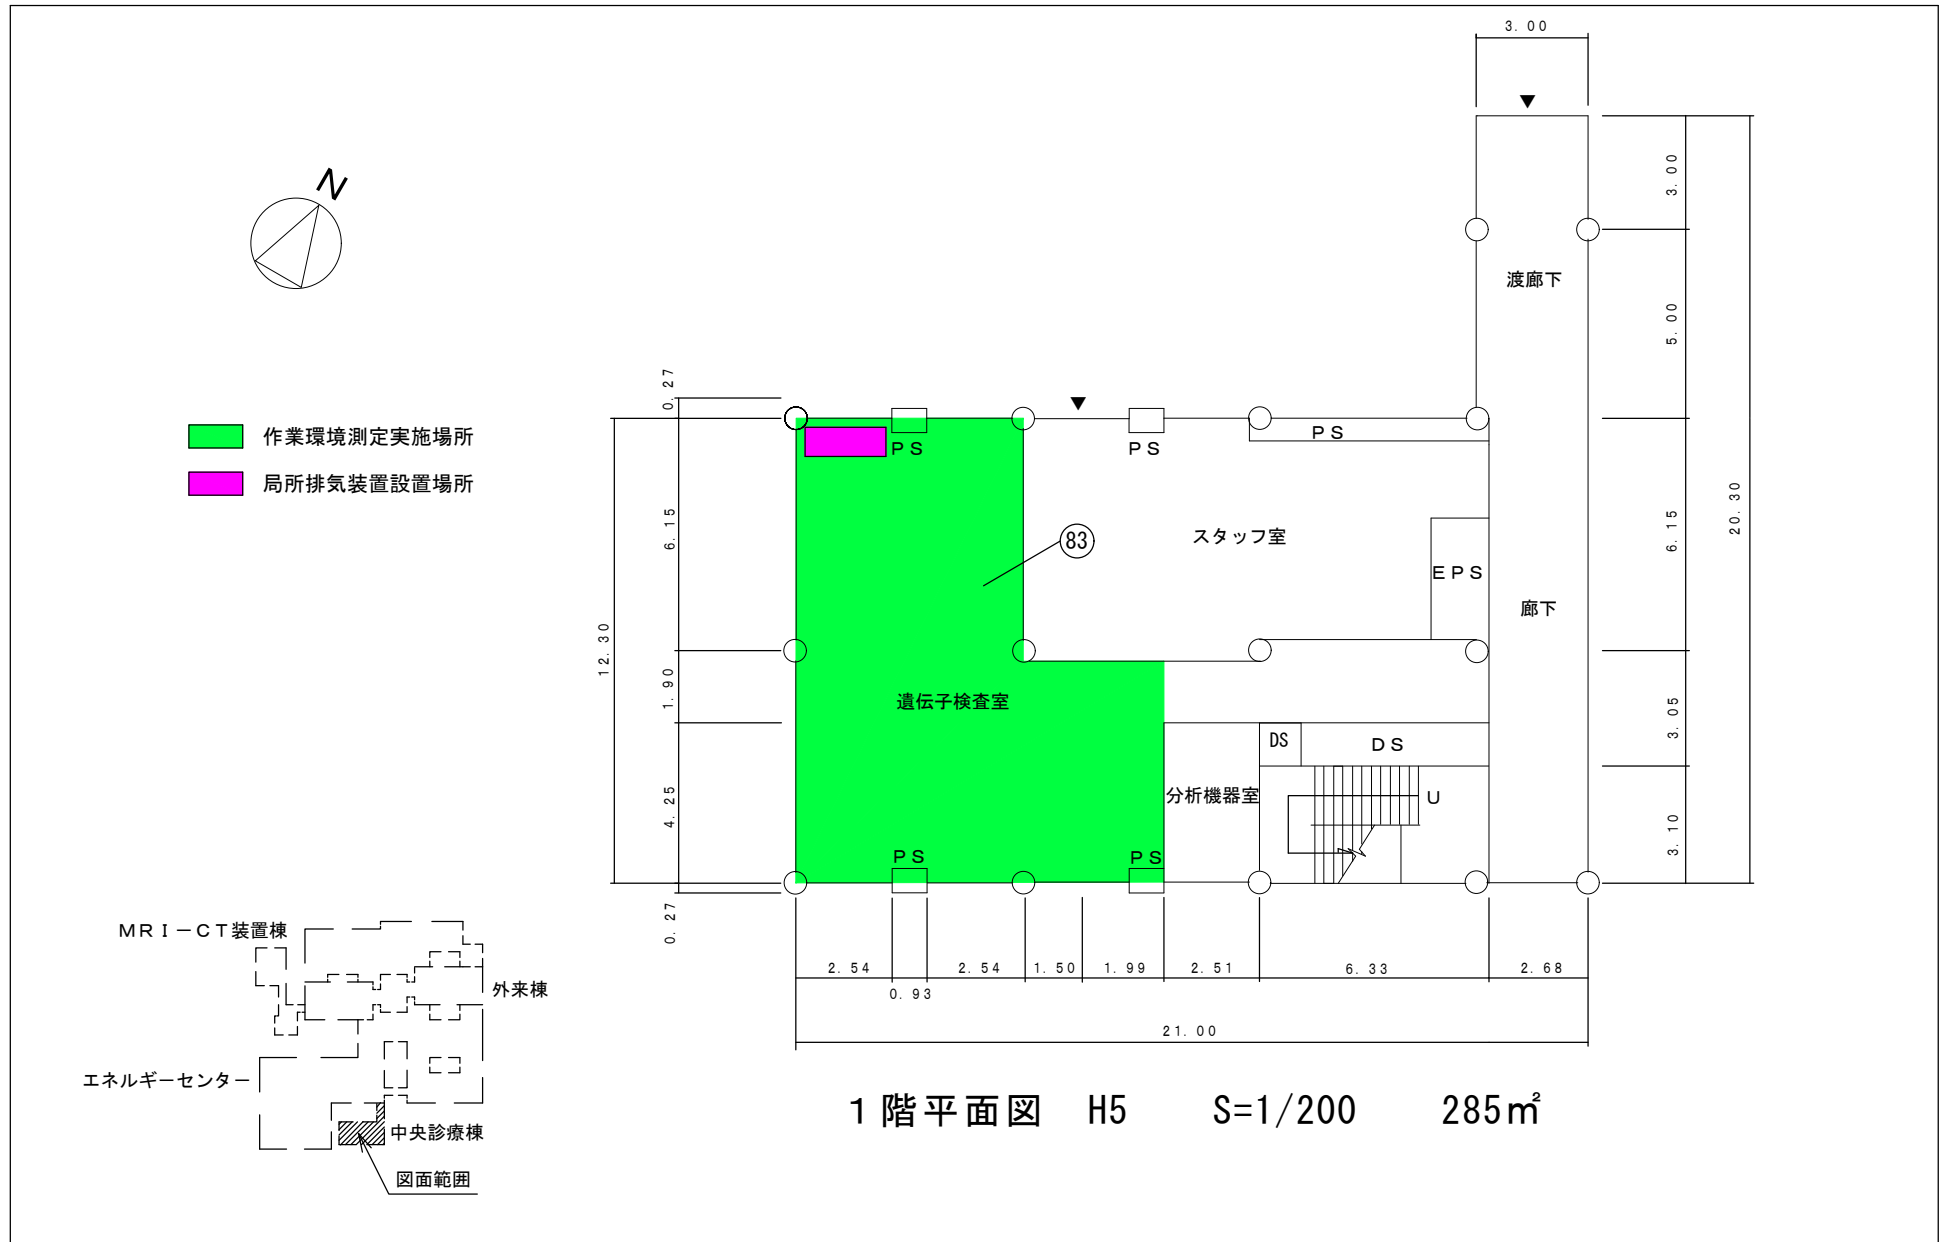 3.00
N
3.00
渡廊下
5.00
0.27
作業環境測定実施場所
PS
PS
PS
局所排気装置設置場所
6.15
83
スタッフ室
6.15
20.30
EPS
廊下
12.30
1.90
遺伝子検査室
3.05
DS
DS
4.25
分析機器室
U
3.10
PS
PS
0.27
MRI-CT装置棟
2.54
2.54
1.50
1.99
2.51
6.33
2.68
0.93
外来棟
21.00
エネルギーセンター
1階平面図 H5 S=1/200 285㎡
中央診療棟
図面範囲